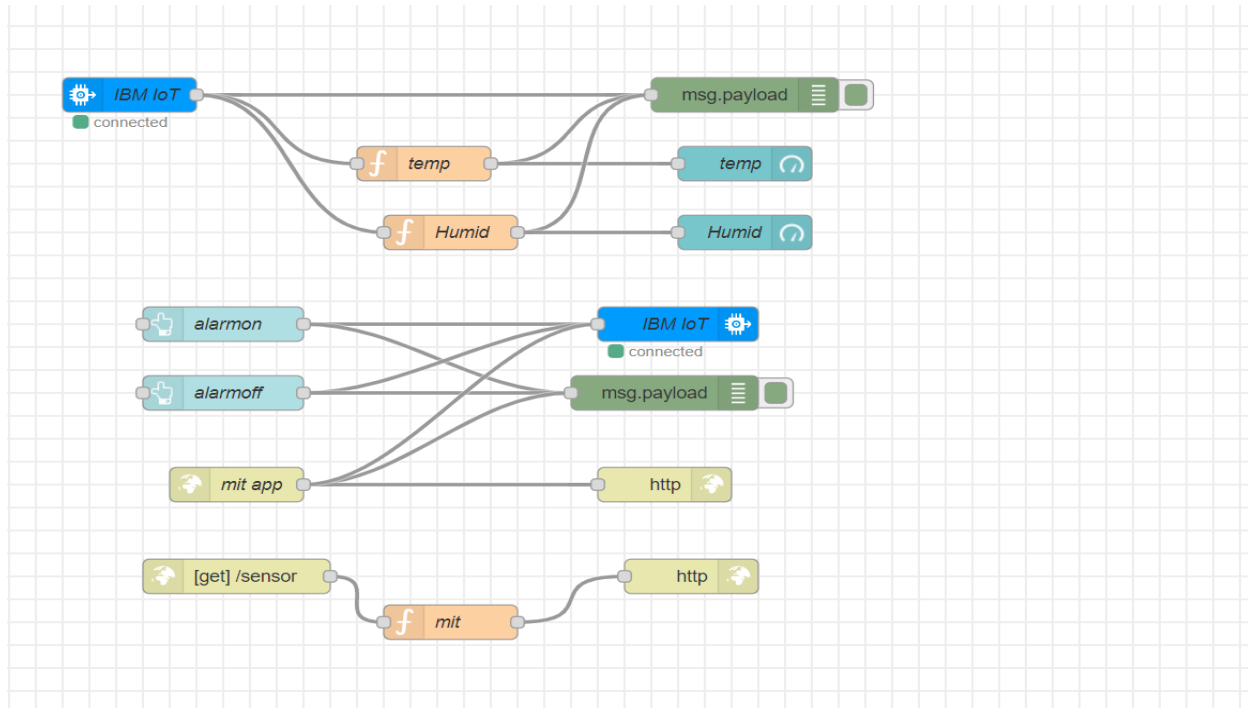 IBM IoT
msg.payload
connected
temp
temp
Humid
Humid
alarmon
IBM IoT
connected
alarmoff
msg.payload
mit app
http
[get] /sensor
http
mit